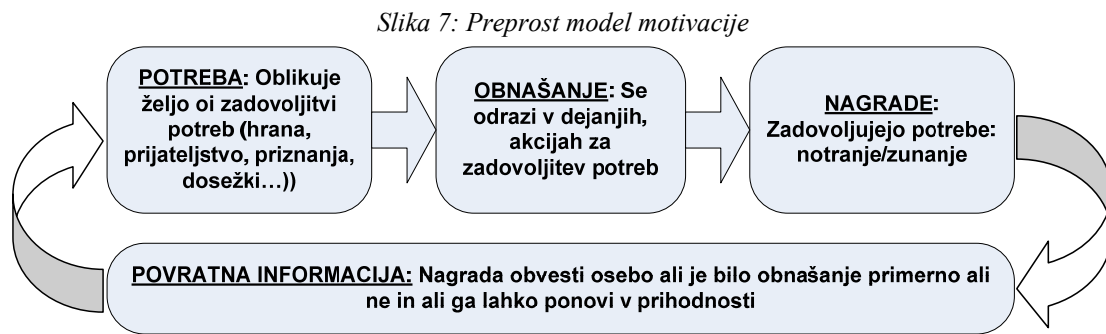 Slika 7: Preprost model motivacije
POTREBA: Oblikuje
željo oi zadovoljitvi
potreb (hrana,
prijateljstvo, priznanja,
dosežki…))
OBNAŠANJE: Se
odrazi v dejanjih,
akcijah za
zadovoljitev potreb
NAGRADE:
Zadovoljujejo potrebe:
notranje/zunanje
POVRATNA INFORMACIJA: Nagrada obvesti osebo ali je bilo obnašanje primerno ali
ne in ali ga lahko ponovi v prihodnosti